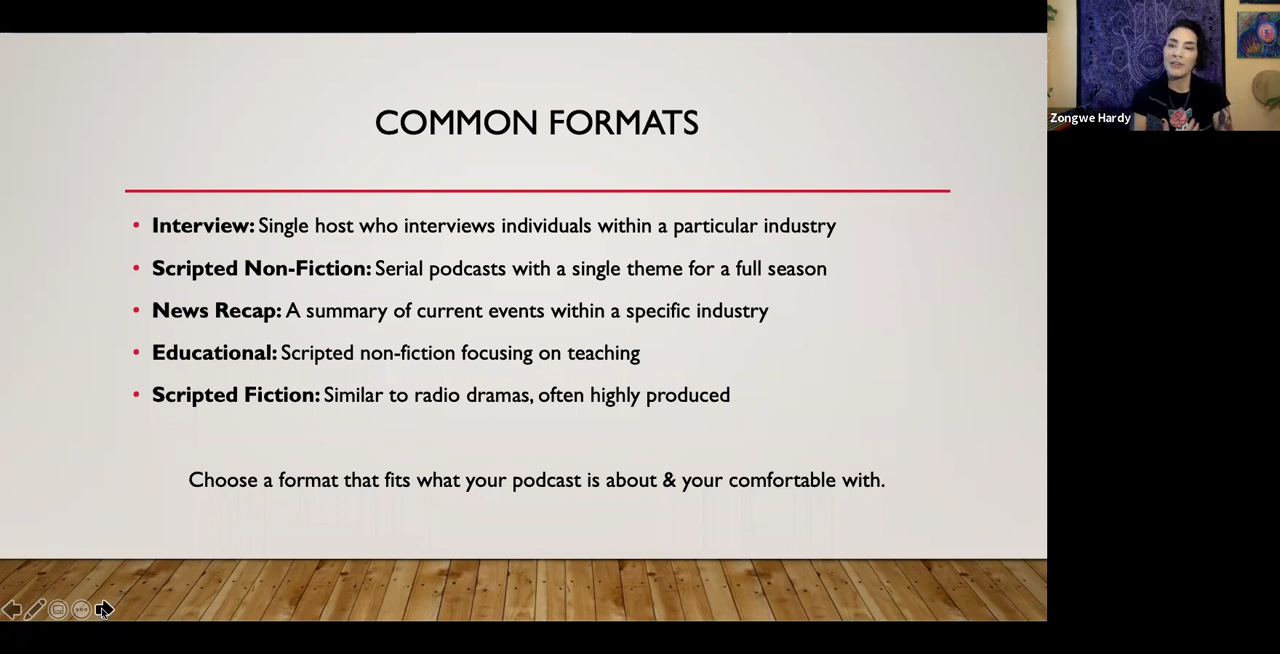 COMMON FORMATS
• Interview: Single host who interviews individuals within a particular industry
• Scripted Non-Fiction: Serial podcasts with a single theme for a full season
• News Recap: A summary of current events within a specific industry
• Educational: Scripted non-fiction focusing on teaching
• Scripted Fiction: Similar to radio dramas, often highly produced
Choose a format that fits what your podcast is about & your comfortable with.
Zongwe Hardy